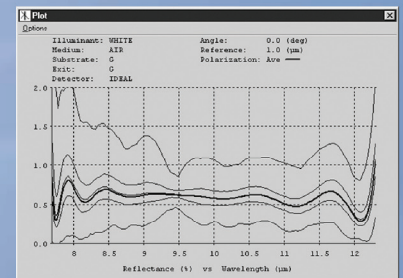 Plot
Options
Illuminant: WHITE Angle: 0.0 (deg)
Medium: AIR Reference: 1.0 (µm)
Substrate: G Polarization: Ave
Exit: G
Detector: IDEAL
2.0
1.5
1.0
0.5
0.0
8 8.5 9 9.5 10 10.5 11 11.5 12
Reflectance (%) vs Wavelength (µm)